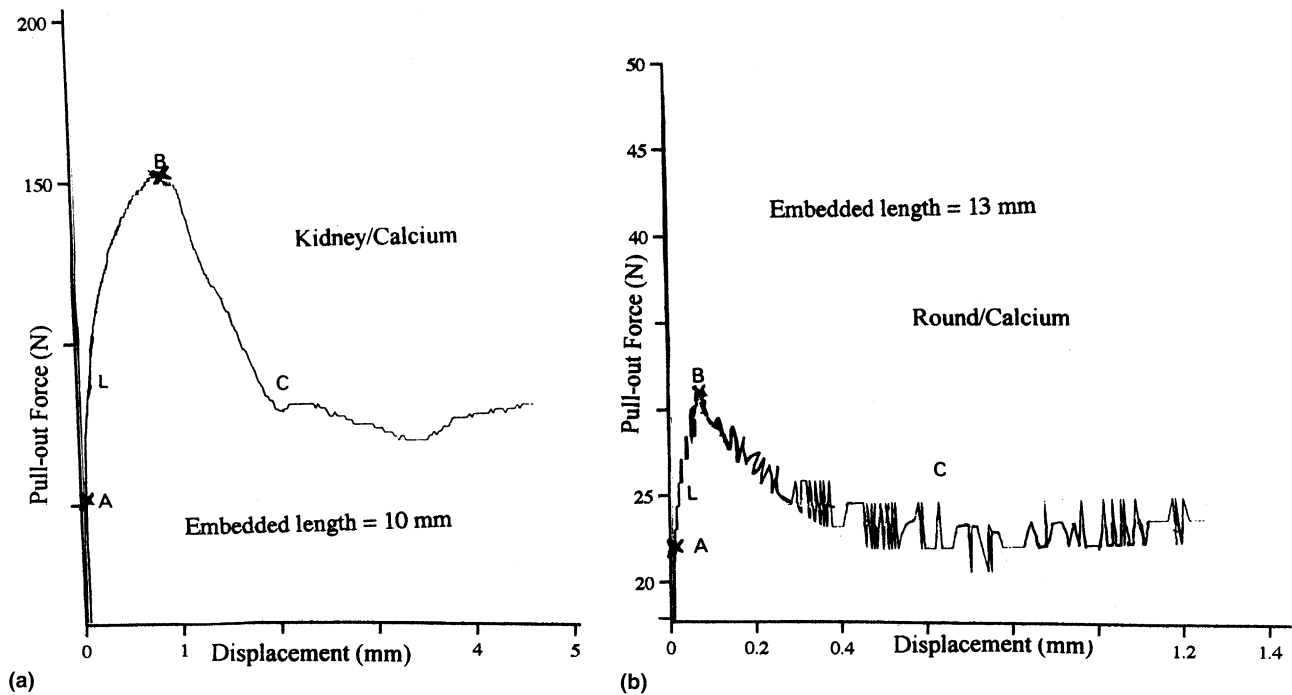 200
150
B
Kidney/Calcium
L
C
A
Embedded length = 10 mm
Pull-out Force (N)
0
1
4
5
Displacement (mm)
(a)
50
45
40
25
20
Embedded length = 13 mm
Round/Calcium
B
C
L
A
Pull-out Force (N)
0
0.2
0.4
1.2
1.4
Displacement (mm)
(b)